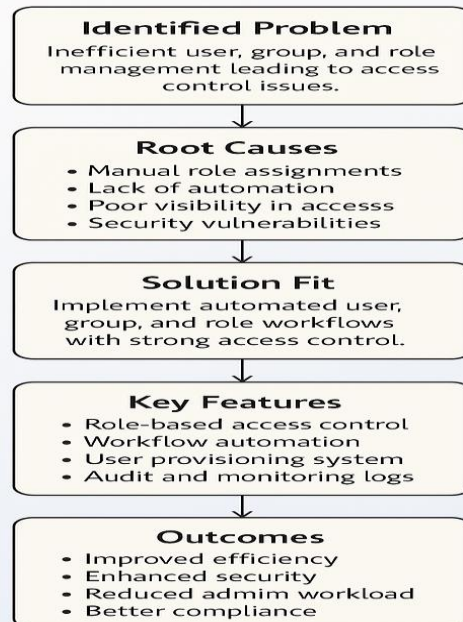 Identified Problem
Inefficient user, group, and role
management leading to access
control issues.
Root Causes
• Manual role assignments
• Lack of automation
• Poor visibility in accesss
• Security vulnerabilities
Solution Fit
Implement automated user,
group, and role workflows
with strong access control.
Key Features
• Role-based access control
• Workflow automation
• User provisioning system
• Audit and monitoring logs
Outcomes
• Improved efficiency
• Enhanced security
• Reduced admim workload
• Better compliance